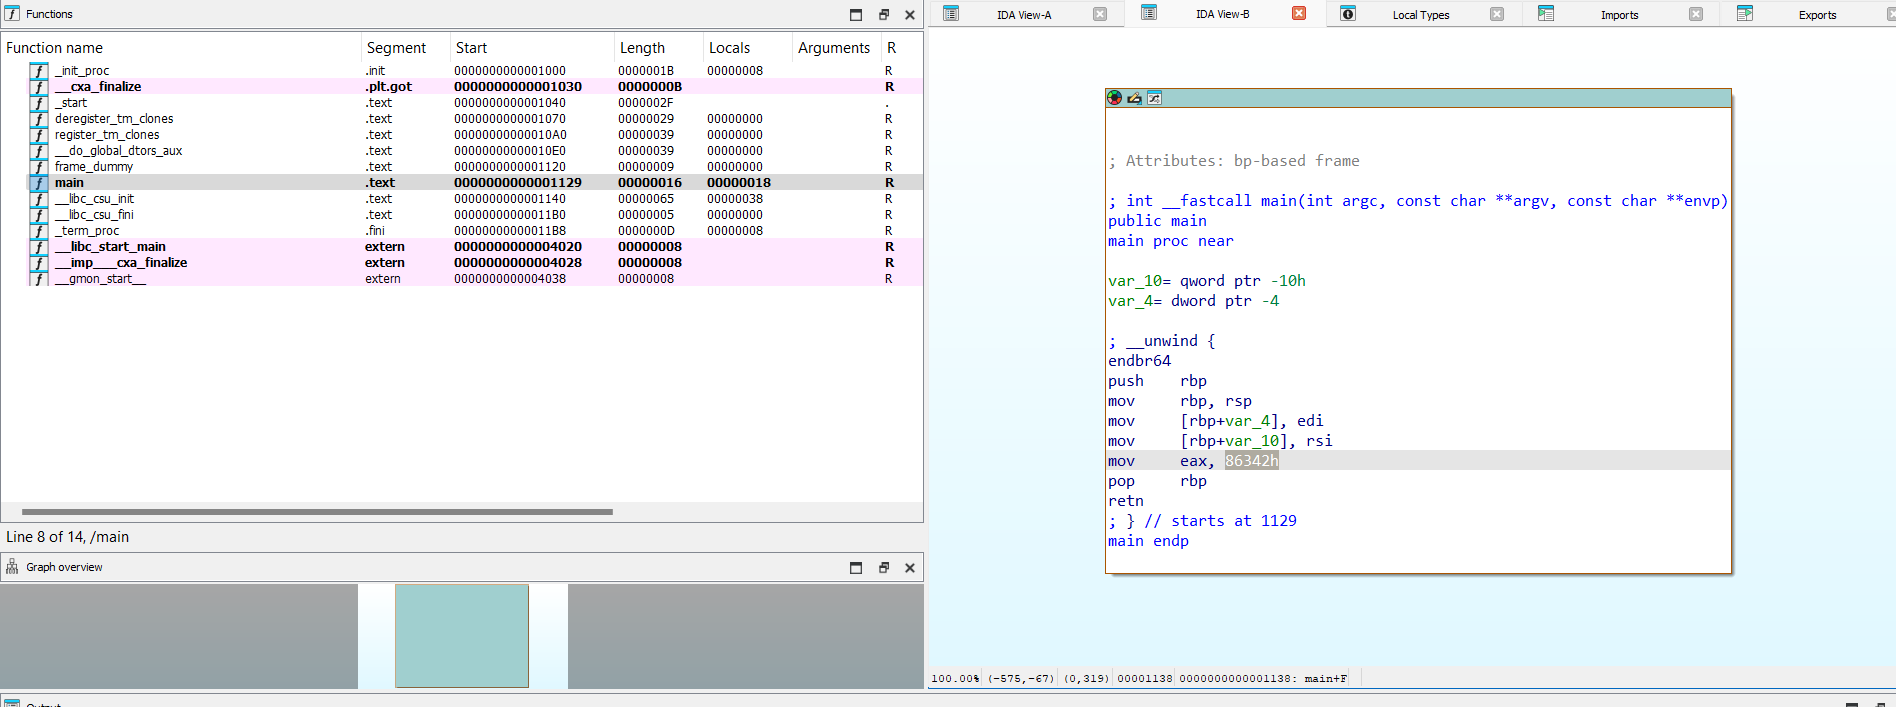 Functions
Function name Segment Start Length Locals Arguments R
_init_proc .init 0000000000001000 0000001B 00000008 R
__cxa_finalize .plt.got 0000000000001030 0000000B R
_start .text 0000000000001040 0000002F .
deregister_tm_clones .text 0000000000001070 00000029 00000000 R
register_tm_clones .text 00000000000010A0 00000039 00000000 R
__do_global_dtors_aux .text 00000000000010E0 00000039 00000000 R
frame_dummy .text 0000000000001120 00000009 00000000 R
main .text 0000000000001129 00000016 00000018 R
__libc_csu_init .text 0000000000001140 00000065 00000038 R
__libc_csu_fini .text 00000000000011B0 00000005 00000000 R
_term_proc .fini 00000000000011B8 0000000D 00000008 R
__libc_start_main extern 0000000000004020 00000008 R
__imp___cxa_finalize extern 0000000000004028 00000008 R
__gmon_start__ extern 0000000000004038 00000008 R
Line 8 of 14, /main
Graph overview
IDA View-A IDA View-B Local Types Imports Exports
; Attributes: bp-based frame
; int __fastcall main(int argc, const char **argv, const char **envp)
public main
main proc near
var_10= qword ptr -10h
var_4= dword ptr -4
; __unwind {
endbr64
push rbp
mov rbp, rsp
mov [rbp+var_4], edi
mov [rbp+var_10], rsi
mov eax, 86342h
pop rbp
retn
; } // starts at 1129
main endp
100.00% (-575,-67) (0,319) 00001138 0000000000001138: main+F
Output